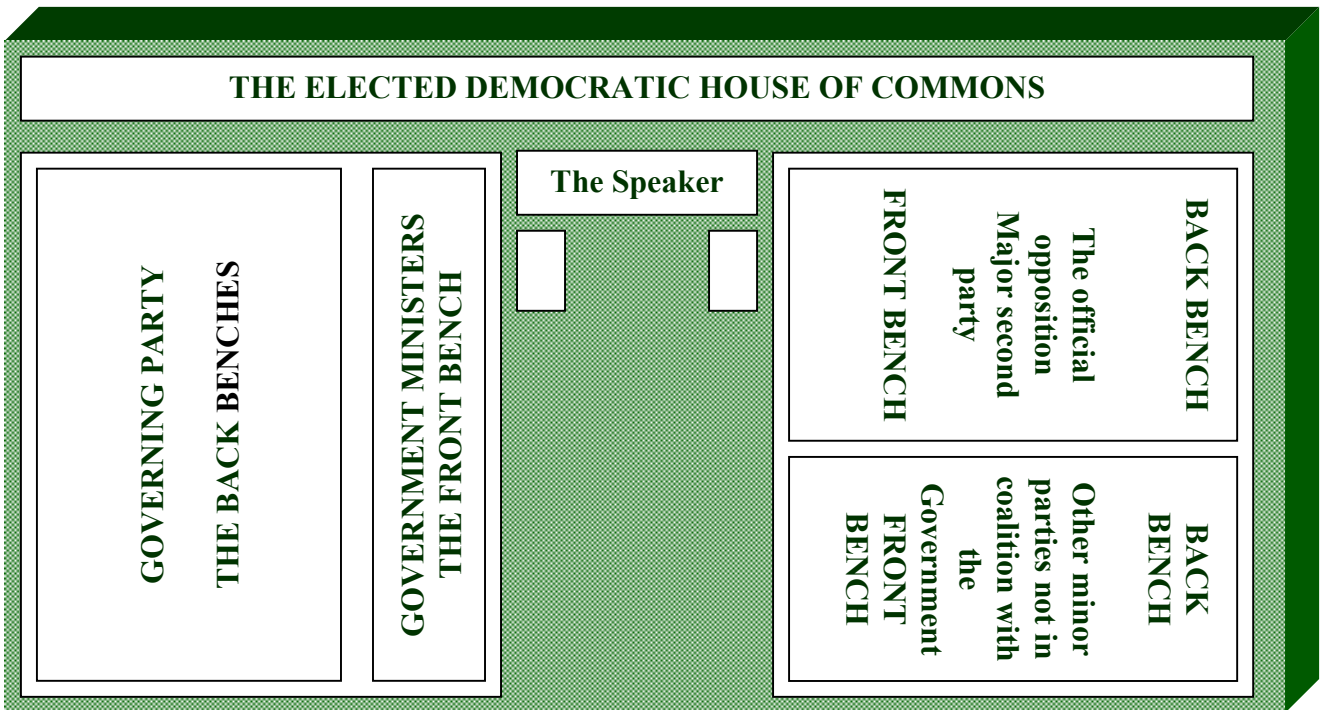 THE ELECTED DEMOCRATIC HOUSE OF COMMONS
GOVERNING PARTY
THE BACK BENCHES
GOVERNMENT MINISTERS
THE FRONT BENCH
The Speaker
BACK BENCH
The official
opposition
Major second
party
FRONT BENCH
BACK
BENCH
Other minor
parties not in
coalition with
the
Government
FRONT
BENCH